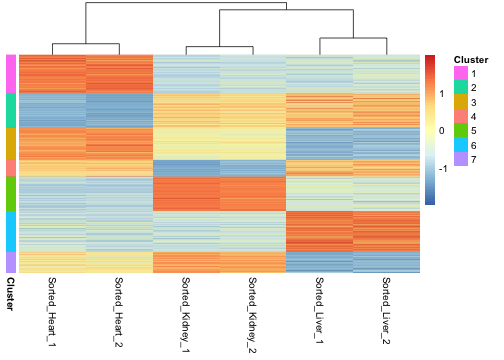 Cluster
1
2
3
4
5
6
7
1
0
-1
Cluster
Sorted_Heart_1
Sorted_Heart_2
Sorted_Kidney_1
Sorted_Kidney_2
Sorted_Liver_1
Sorted_Liver_2